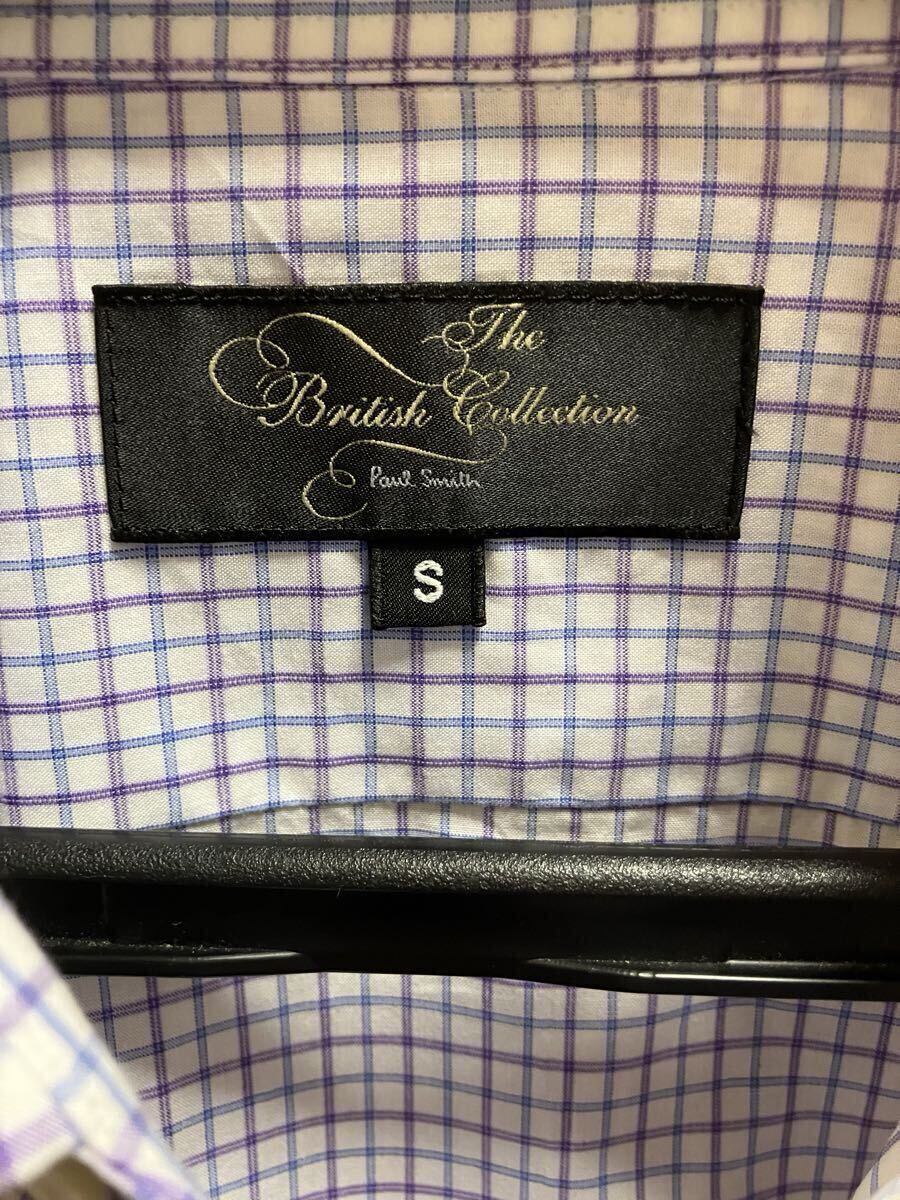 The
British Collection
Paul Smith
S